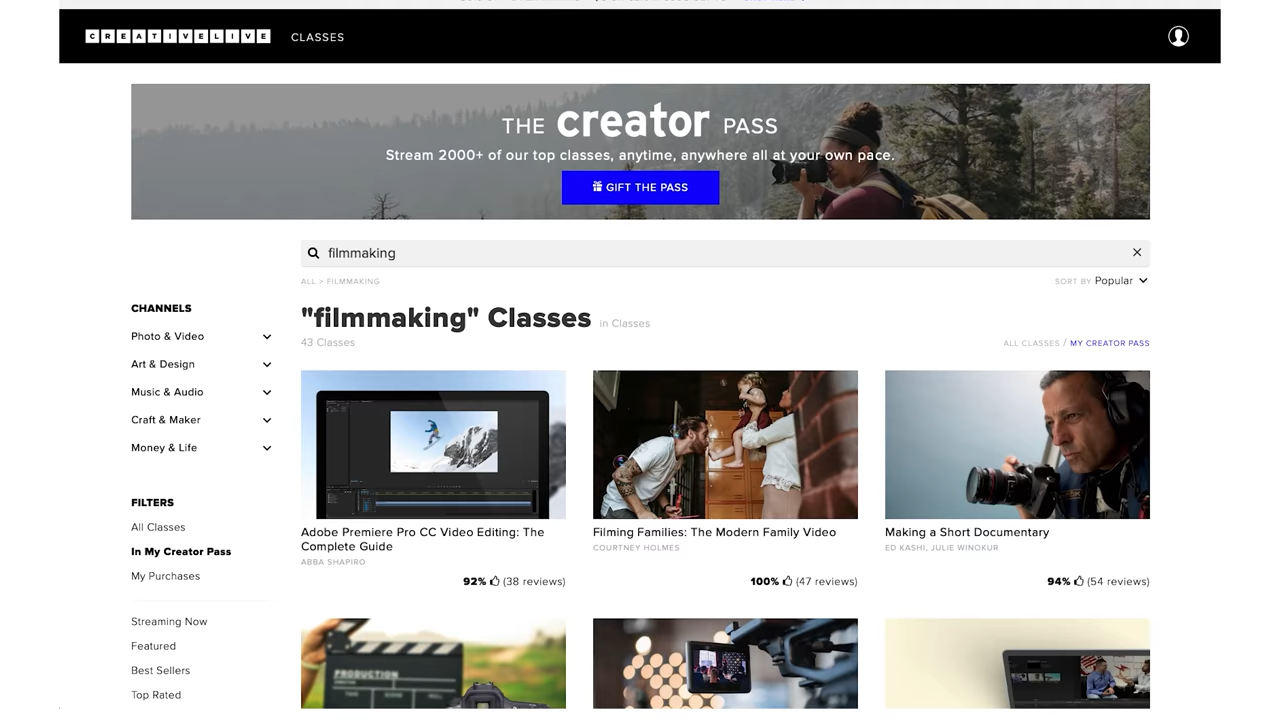 CREATIVELIVE CLASSES
THE creator PASS
Stream 2000+ of our top classes, anytime, anywhere all at your own pace.
GIFT THE PASS
filmmaking
ALL > FILMMAKING
SORT BY Popular
CHANNELS
"filmmaking" Classes in Classes
43 Classes
ALL CLASSES / MY CREATOR PASS
Photo & Video
Art & Design
Music & Audio
Craft & Maker
Money & Life
FILTERS
All Classes
In My Creator Pass
My Purchases
Streaming Now
Featured
Best Sellers
Top Rated
Adobe Premiere Pro CC Video Editing: The
Complete Guide
ABBA SHAPIRO
92% (38 reviews)
Filming Families: The Modern Family Video
COURTNEY HOLMES
100% (47 reviews)
Making a Short Documentary
ED KASHI, JULIE WINOKUR
94% (54 reviews)
PRODUCTION